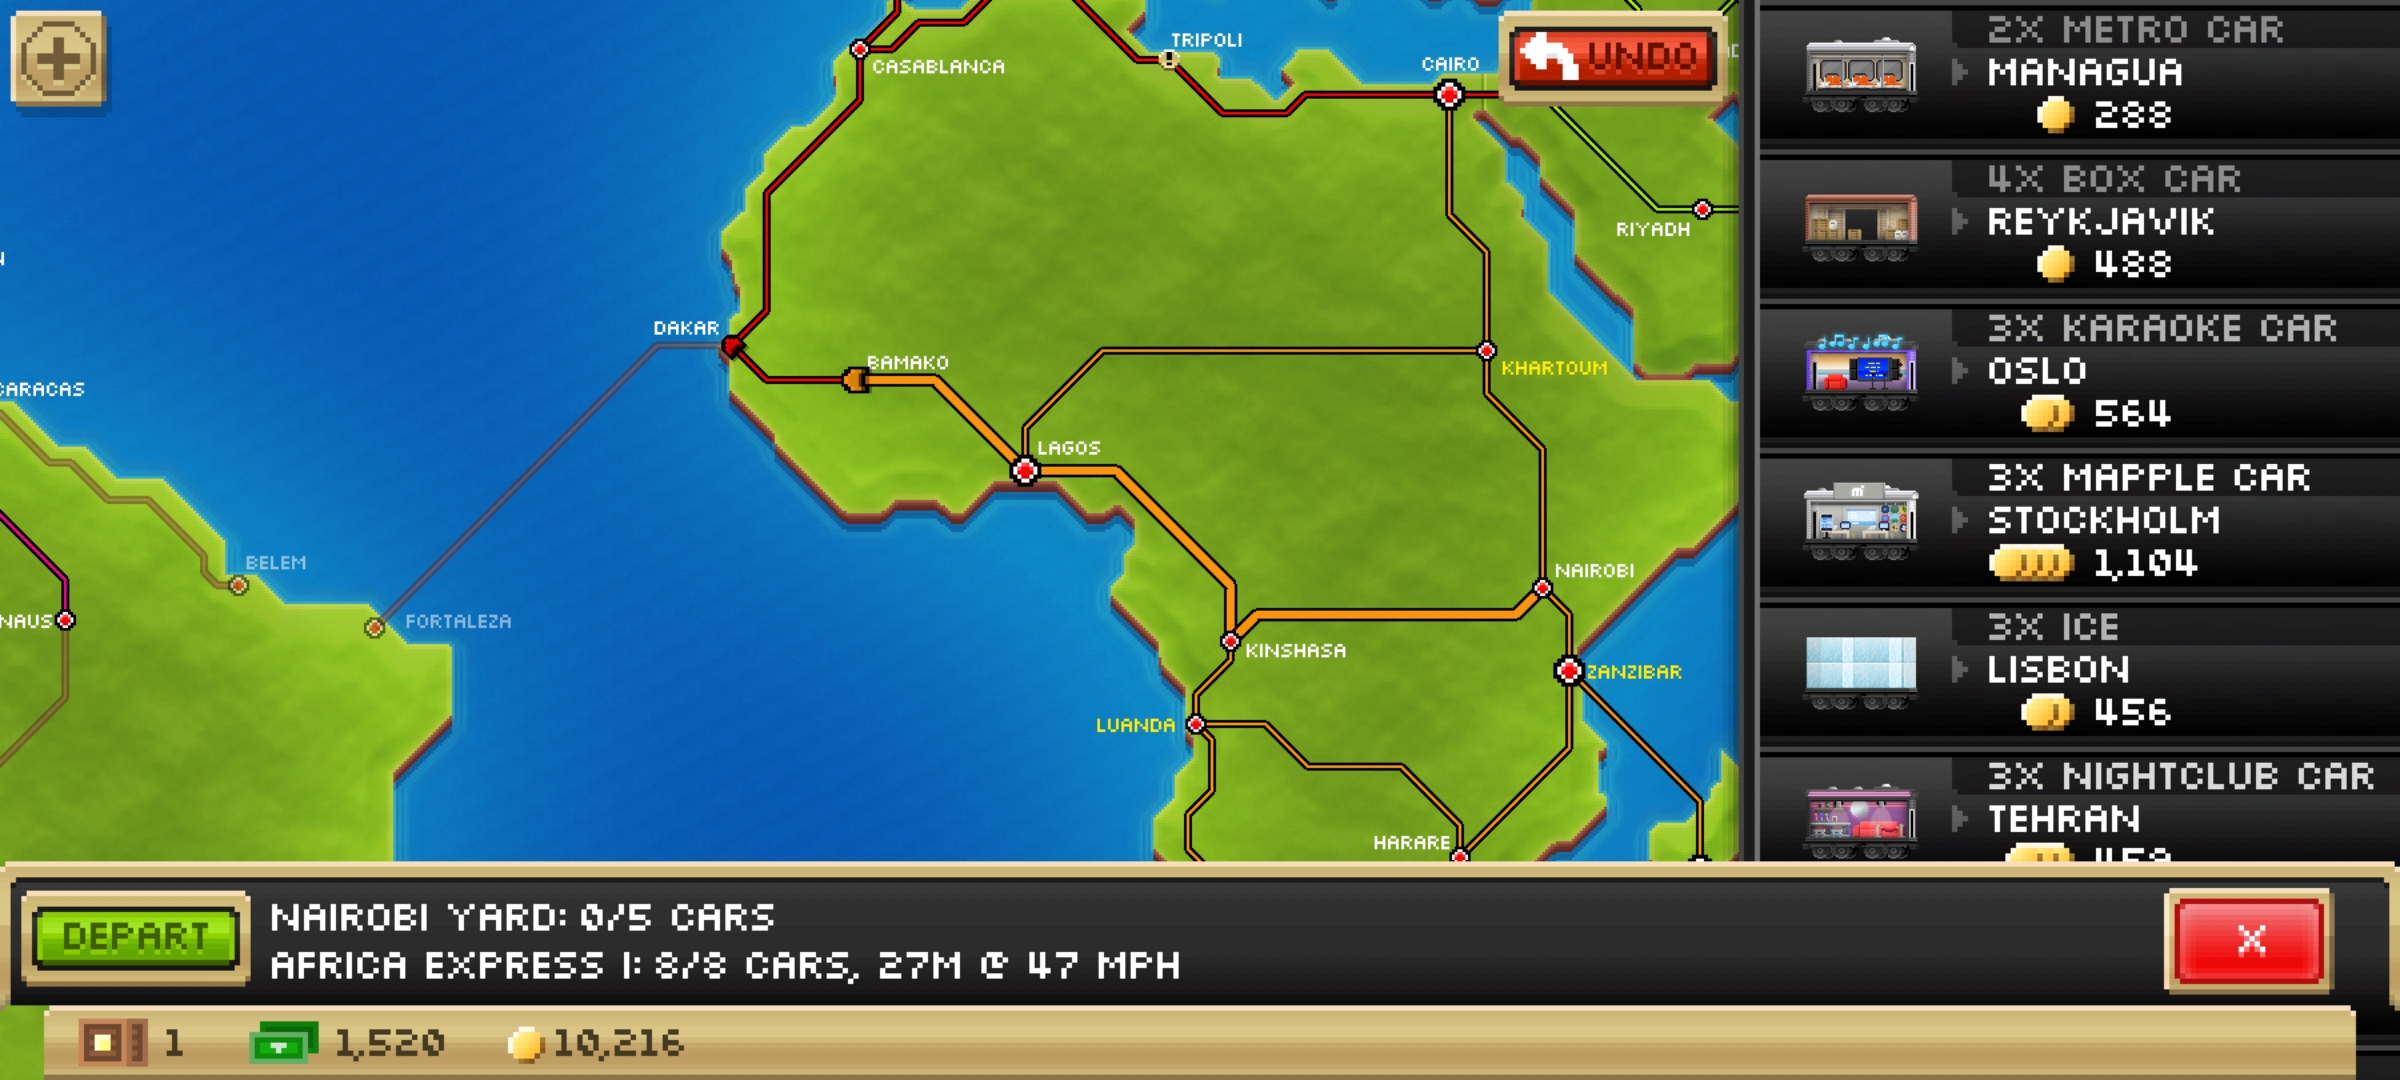 TRIPOLI
CASABLANCA
CAIRO
UNDO
RIYADH
DAKAR
BAMAKO
KHARTOUM
CARACAS
LAGOS
BELEM
NAIROBI
FORTALEZA
KINSHASA
ZANZIBAR
LUANDA
HARARE
2X METRO CAR
MANAGUA
288
4X BOX CAR
REYKJAVIK
488
3X KARAOKE CAR
OSLO
564
3X MAPPLE CAR
STOCKHOLM
1,104
3X ICE
LISBON
456
3X NIGHTCLUB CAR
TEHRAN
DEPART
NAIROBI YARD: 0/5 CARS
AFRICA EXPRESS 1: 8/8 CARS, 27M @ 47 MPH
X
1
1,520
10,216